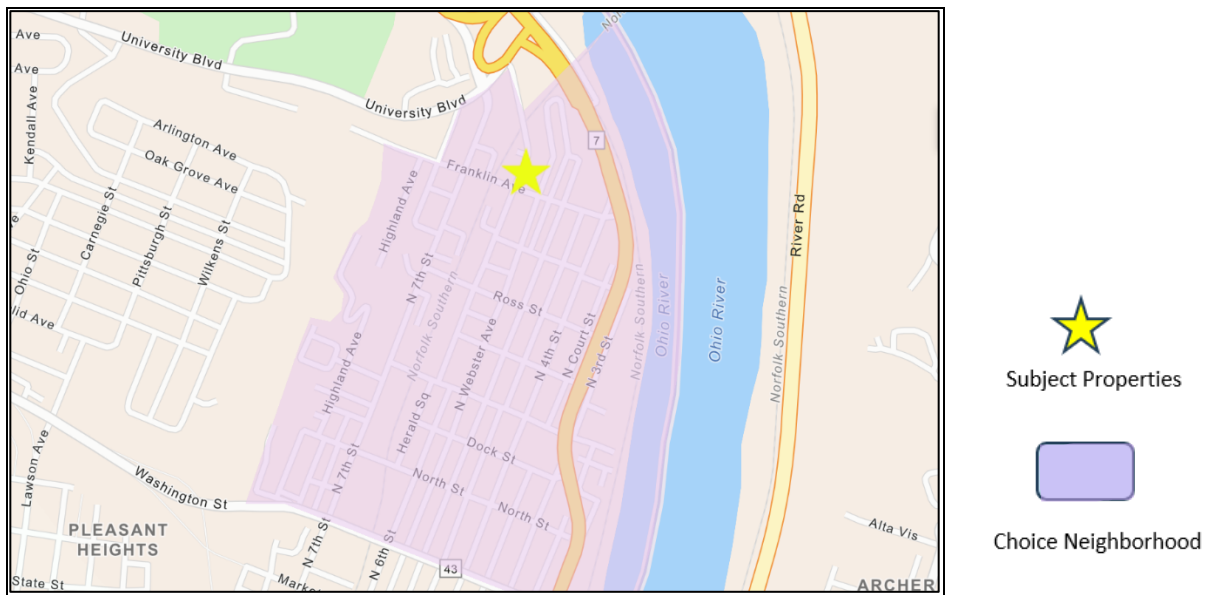 Ave
University Blvd
Nor
Ave
University Blvd
Kendall Ave
Arlington Ave
Oak Grove Ave
7
Franklin Ave
Carnegie St
Pittsburgh St
Wilkens St
Highland Ave
River Rd
Ohio St
N 7th St
Norfolk Southern
Ross St
Norfolk Southern
Ohio River
Ohio River
Norfolk Southern
lid Ave
N Webster Ave
N 4th St
N Court St
N 3rd St
Highland Ave
Herald Sq
Dock St
Lawson Ave
Washington St
N 7th St
North St
North St
PLEASANT
HEIGHTS
N 7th St
N 6th St
43
Alta Vis
State St
Marke
ARCHER
Subject Properties
Choice Neighborhood